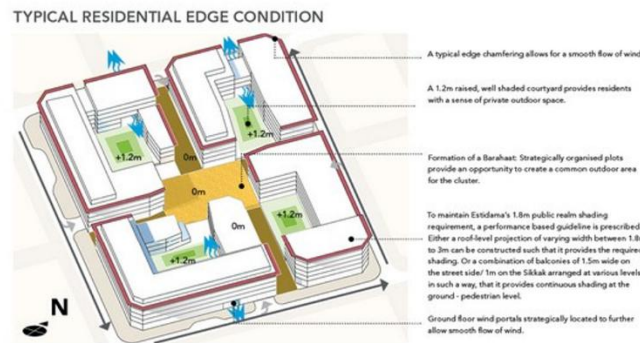 TYPICAL RESIDENTIAL EDGE CONDITION
A typical edge chamfering allows for a smooth flow of wind
A 1.2m raised, well shaded courtyard provides residents
with a sense of private outdoor space.
+1.2m
+1.2m
0m
Formation of a Barahaat: Strategically organised plots
provide an opportunity to create a common outdoor area
for the cluster.
0m
+1.2m
0m
+1.2m
To maintain Estidama's 1.8m public realm shading
requirement, a performance based guideline is prescribed
Either a roof-level projection of varying width between 1.8
to 3m can be constructed such that it provides the require
shading. Or a combination of balconies of 1.5m wide on
the street side/ 1m on the Sikkak arranged at various levels
in such a way, that it provides continuous shading at the
ground - pedestrian level.
N
Ground floor wind portals strategically located to further
allow smooth flow of wind.